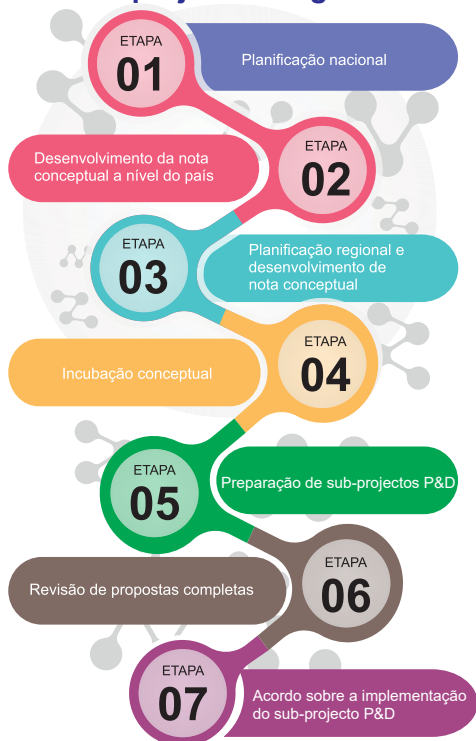 ETAPA
01
Planificação nacional
Desenvolvimento da nota
conceptual a nível do país
ETAPA
02
ETAPA
03
Planificação regional e
desenvolvimento de
nota conceptual
Incubação conceptual
ETAPA
04
ETAPA
05
Preparação de sub-projectos P&D
Revisão de propostas completas
ETAPA
06
ETAPA
07
Acordo sobre a implementação
do sub-projecto P&D